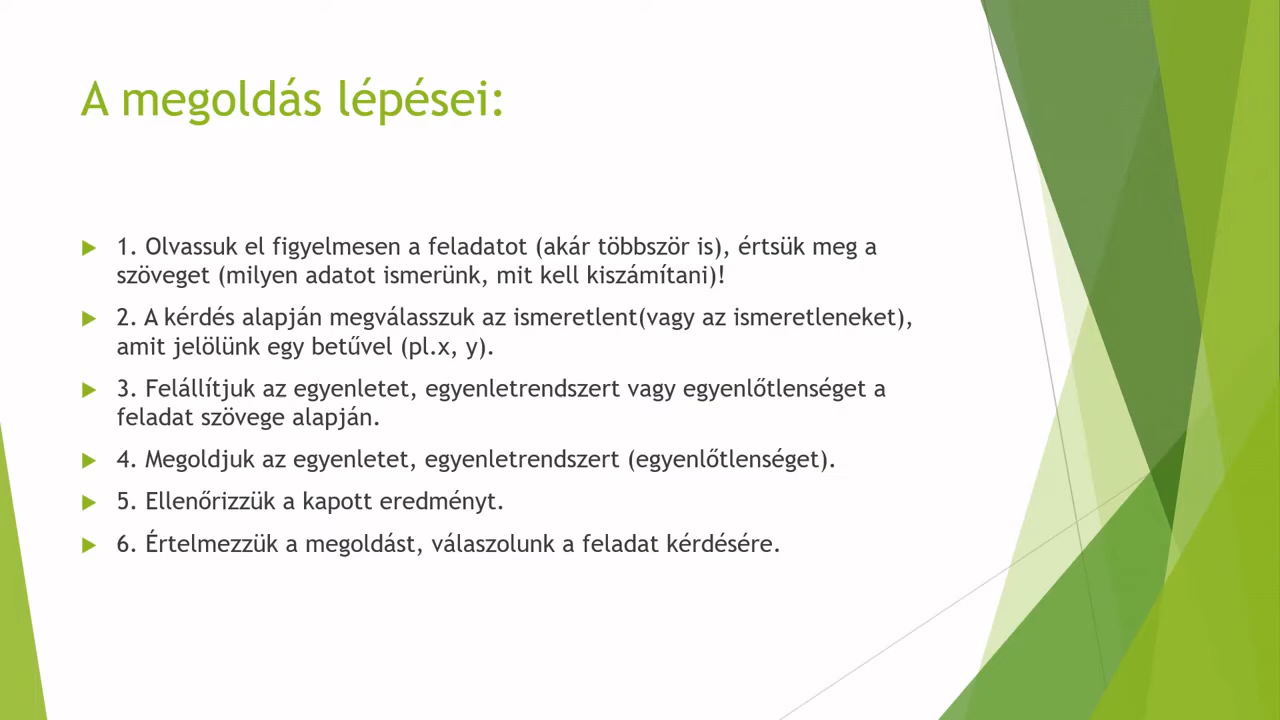 A megoldás lépései:
1. Olvassuk el figyelmesen a feladatot (akár többször is), értsük meg a
szöveget (milyen adatot ismerünk, mit kell kiszámítani)!
2. A kérdés alapján megválasszuk az ismeretlent(vagy az ismeretleneket),
amit jelölünk egy betűvel (pl.x, y).
3. Felállítjuk az egyenletet, egyenletrendszert vagy egyenlőtlenséget a
feladat szövege alapján.
4. Megoldjuk az egyenletet, egyenletrendszert (egyenlőtlenséget).
5. Ellenőrizzük a kapott eredményt.
6. Értelmezzük a megoldást, válaszolunk a feladat kérdésére.